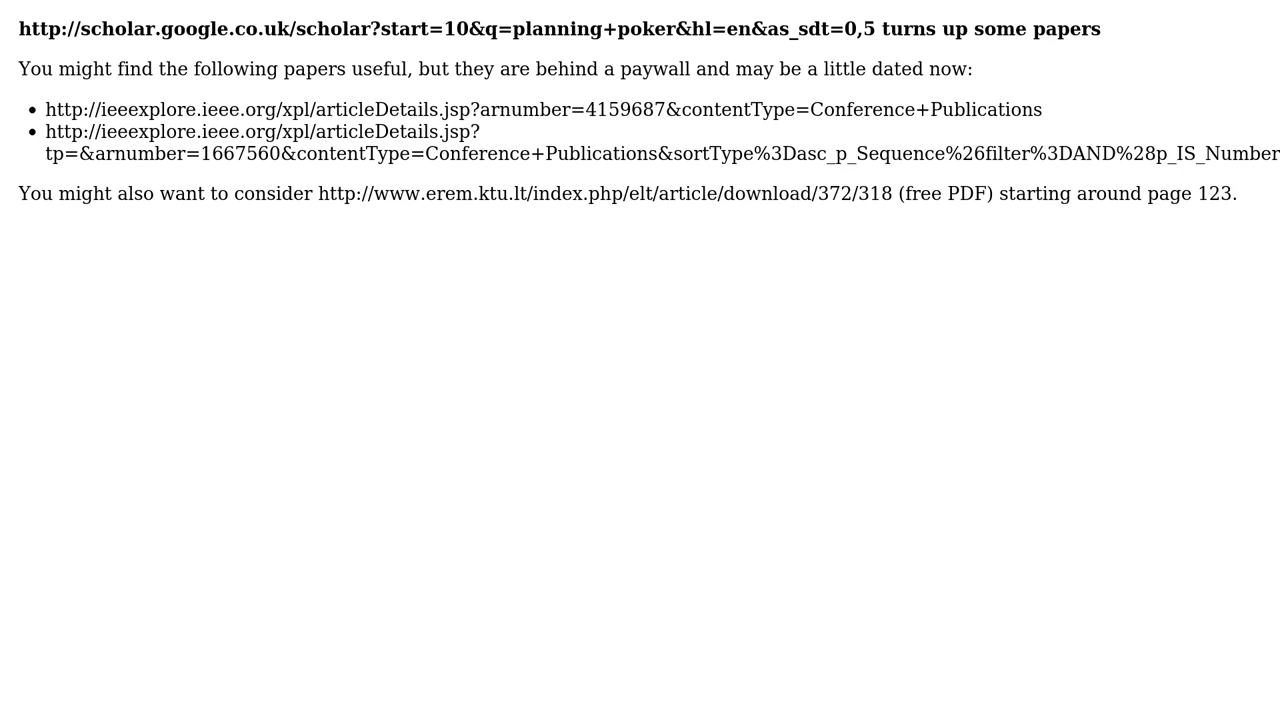 http://scholar.google.co.uk/scholar?start=10&q=planning+poker&hl=en&as_sdt=0,5 turns up some papers
You might find the following papers useful, but they are behind a paywall and may be a little dated now:
http://ieeexplore.ieee.org/xpl/articleDetails.jsp?arnumber=4159687&contentType=Conference+Publications
http://ieeexplore.ieee.org/xpl/articleDetails.jsp?
tp=&arnumber=1667560&contentType=Conference+Publications&sortType%3Dasc_p_Sequence%26filter%3DAND%28p_IS_Number
You might also want to consider http://www.erem.ktu.lt/index.php/elt/article/download/372/318 (free PDF) starting around page 123.